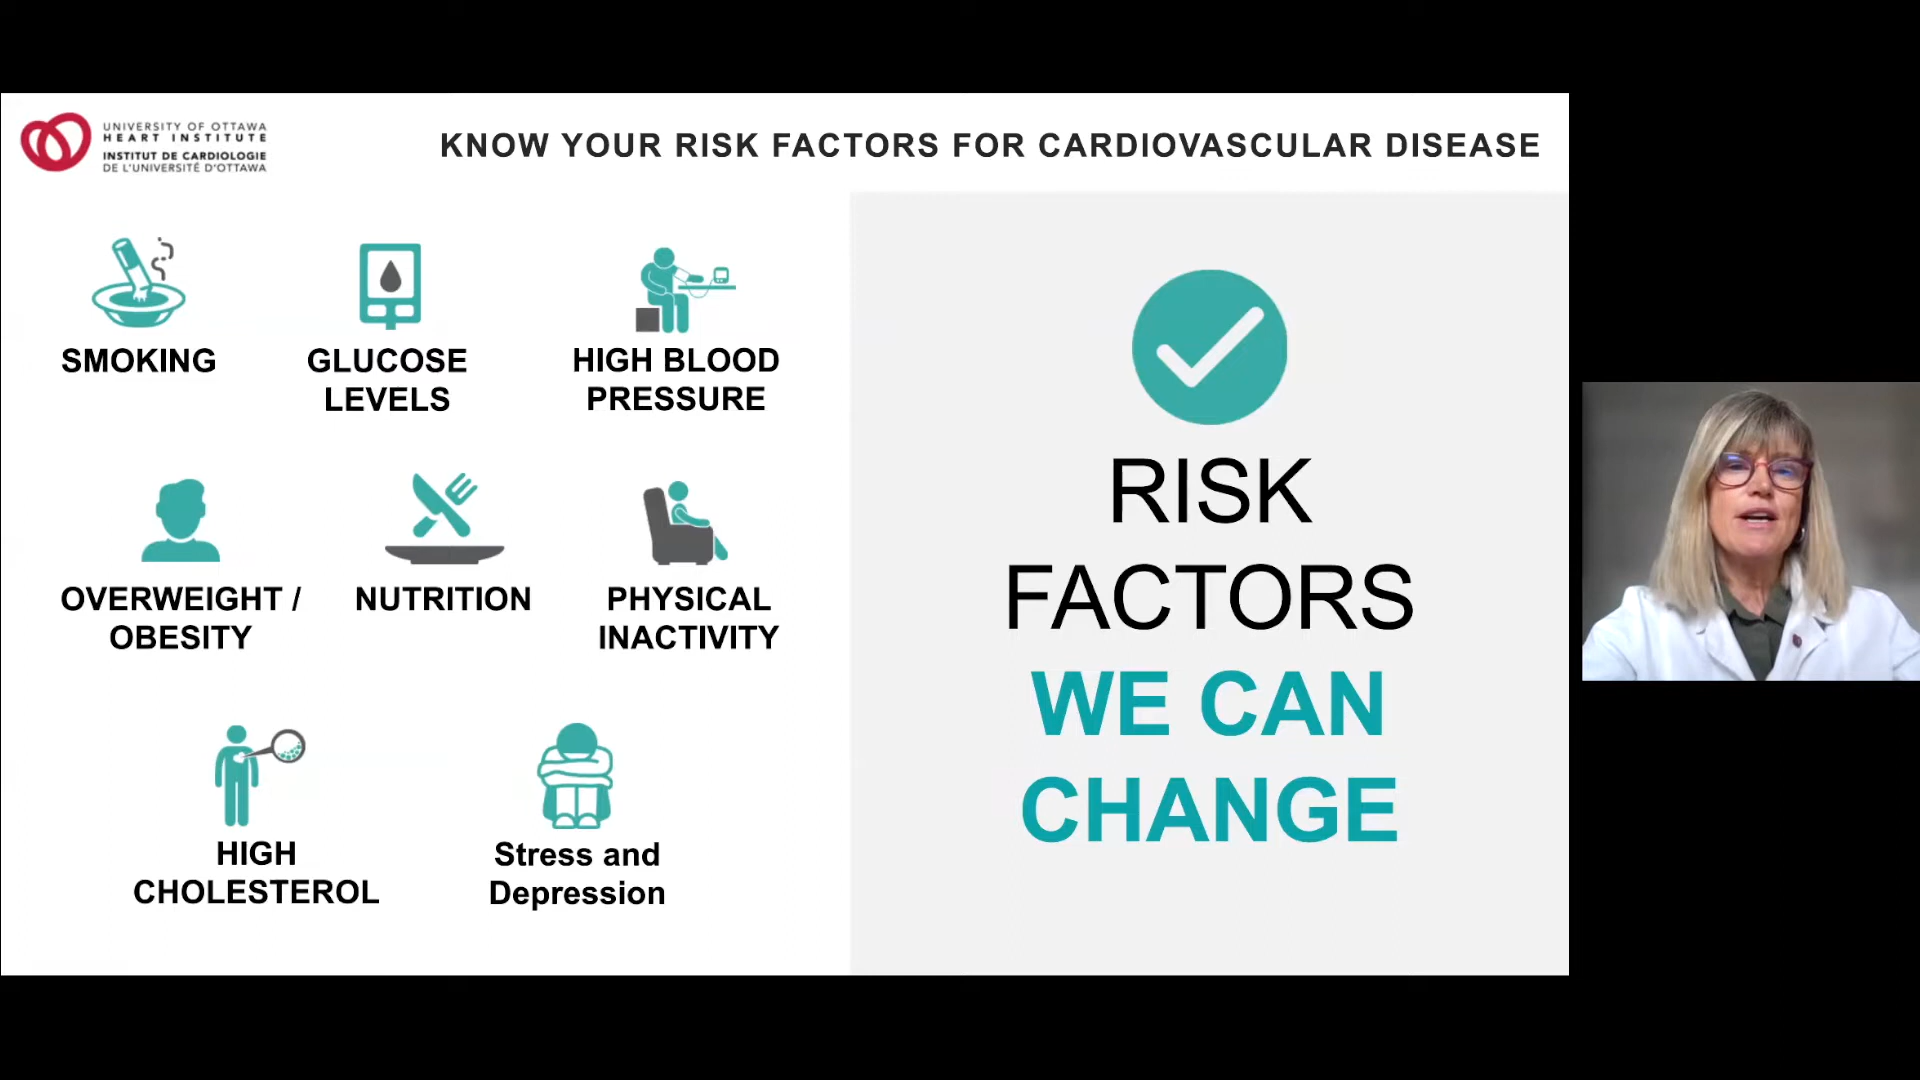 UNIVERSITY OF OTTAWA
HEART INSTITUTE
INSTITUT DE CARDIOLOGIE
DE L'UNIVERSITÉ D'OTTAWA
KNOW YOUR RISK FACTORS FOR CARDIOVASCULAR DISEASE
SMOKING
GLUCOSE
LEVELS
HIGH BLOOD
PRESSURE
OVERWEIGHT /
OBESITY
NUTRITION
PHYSICAL
INACTIVITY
HIGH
CHOLESTEROL
Stress and
Depression
RISK
FACTORS
WE CAN
CHANGE